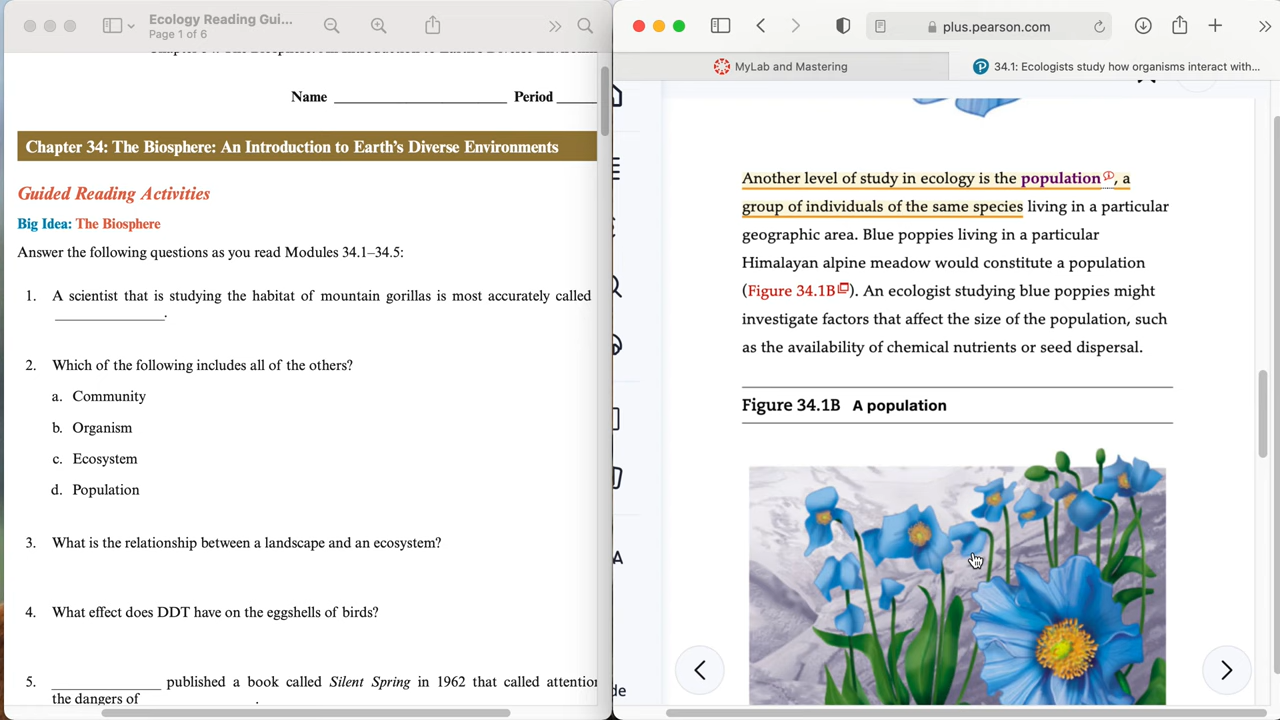 Ecology Reading Gui...
Page 1 of 6
Name ____________ Period ____
Chapter 34: The Biosphere: An Introduction to Earth's Diverse Environments
Guided Reading Activities
Big Idea: The Biosphere
Answer the following questions as you read Modules 34.1–34.5:
1. A scientist that is studying the habitat of mountain gorillas is most accurately called
____________.
2. Which of the following includes all of the others?
a. Community
b. Organism
c. Ecosystem
d. Population
3. What is the relationship between a landscape and an ecosystem?
4. What effect does DDT have on the eggshells of birds?
5. ____________ published a book called Silent Spring in 1962 that called attention
the dangers of ____________.
plus.pearson.com
MyLab and Mastering
34.1: Ecologists study how organisms interact with...
Another level of study in ecology is the population, a
group of individuals of the same species living in a particular
geographic area. Blue poppies living in a particular
Himalayan alpine meadow would constitute a population
(Figure 34.1B). An ecologist studying blue poppies might
investigate factors that affect the size of the population, such
as the availability of chemical nutrients or seed dispersal.
Figure 34.1B A population